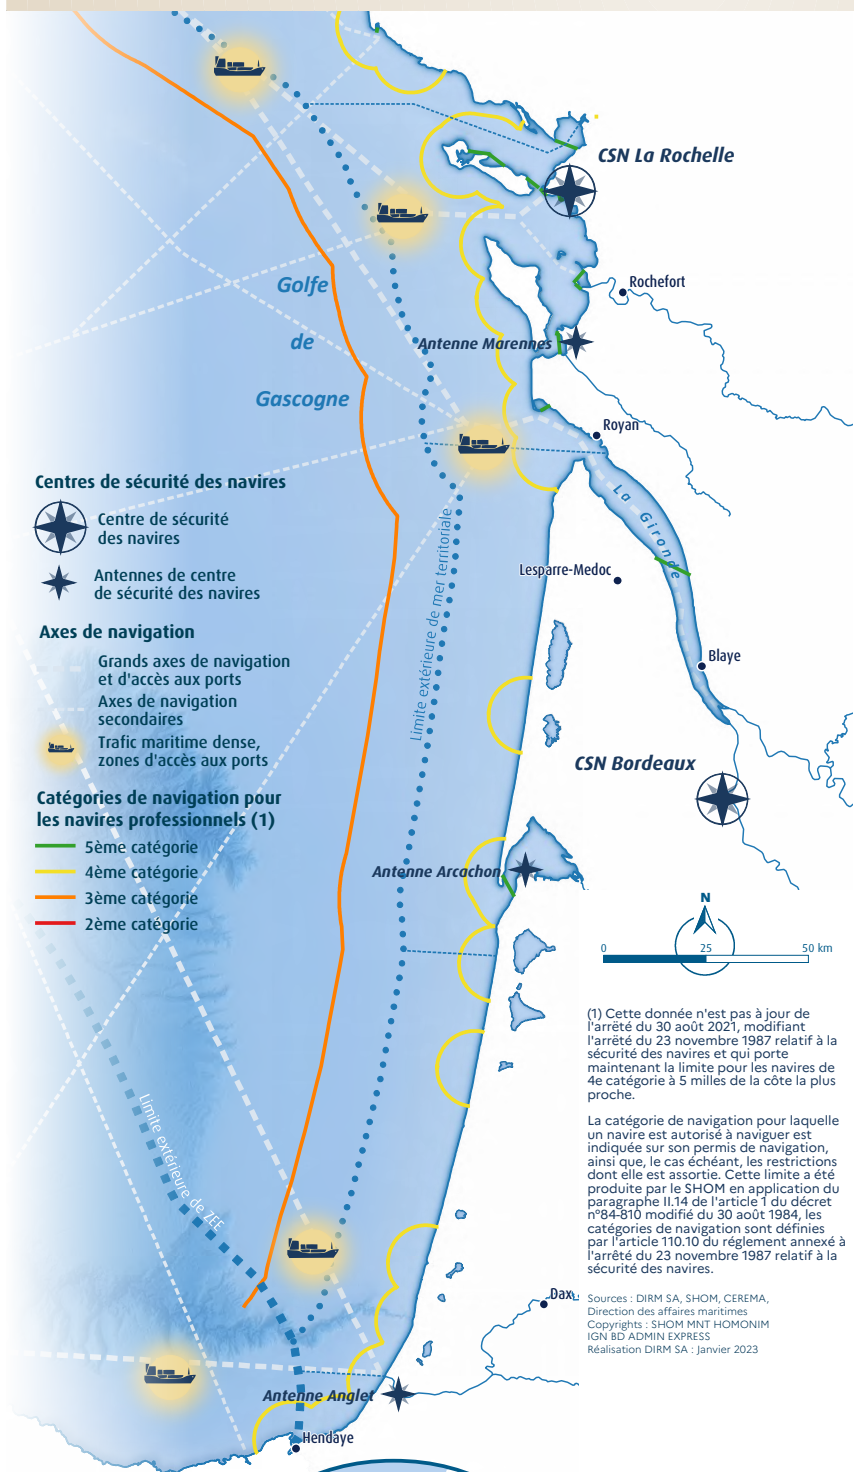 CSN La Rochelle
Rochefort
Golfe
de
Gascogne
Antenne Marennes
Royan
La Gironde
Centres de sécurité des navires
Centre de sécurité
des navires
Antennes de centre
de sécurité des navires
Limite extérieure de mer territoriale
Lesparre-Medoc
Blaye
Axes de navigation
Grands axes de navigation
et d'accès aux ports
Axes de navigation
secondaires
Trafic maritime dense,
zones d'accès aux ports
CSN Bordeaux
Catégories de navigation pour
les navires professionnels (1)
5ème catégorie
4ème catégorie
3ème catégorie
2ème catégorie
Antenne Arcachon
N
0 25 50 km
(1) Cette donnée n'est pas à jour de
l'arrêté du 30 août 2021, modifiant
l'arrêté du 23 novembre 1987 relatif à la
sécurité des navires et qui porte
maintenant la limite pour les navires de
4e catégorie à 5 milles de la côte la plus
proche.
La catégorie de navigation pour laquelle
un navire est autorisé à naviguer est
indiquée sur son permis de navigation,
ainsi que, le cas échéant, les restrictions
dont elle est assortie. Cette limite a été
produite par le SHOM en application du
paragraphe II.14 de l'article 1 du décret
n°84-810 modifié du 30 août 1984, les
catégories de navigation sont définies
par l'article 110.10 du réglement annexé à
l'arrêté du 23 novembre 1987 relatif à la
sécurité des navires.
Limite extérieure de ZEE
Dax
Sources : DIRM SA, SHOM, CEREMA,
Direction des affaires maritimes
Copyrights : SHOM MNT HOMONIM
IGN BD ADMIN EXPRESS
Réalisation DIRM SA : Janvier 2023
Antenne Anglet
Hendaye